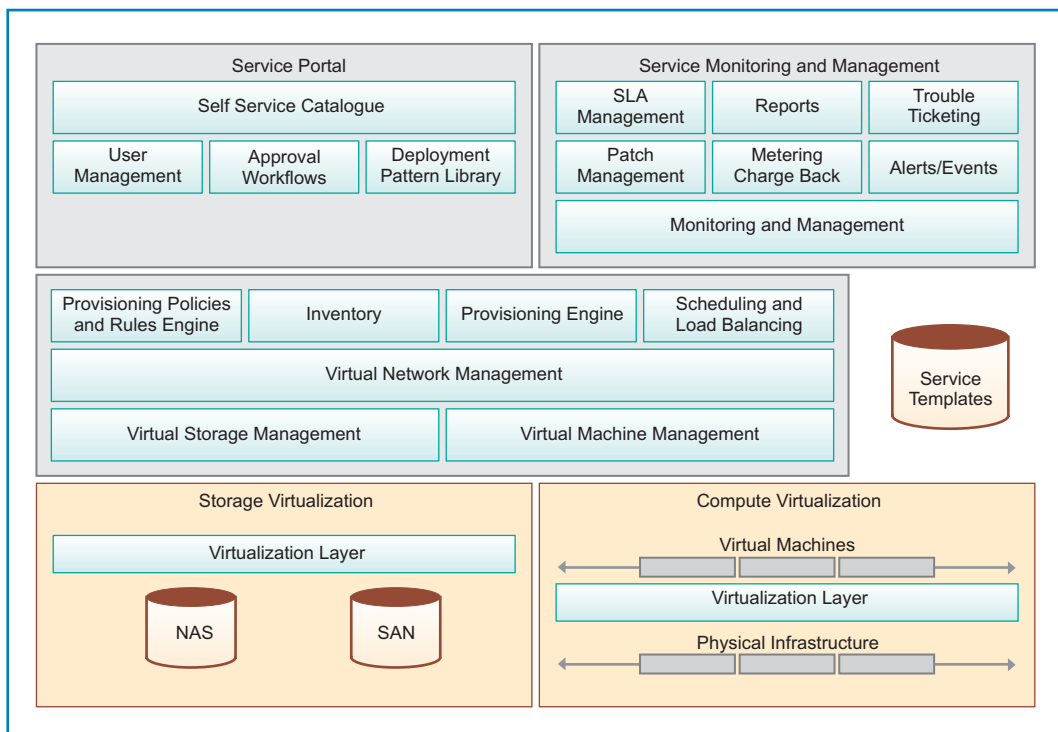 Service Portal
Self Service Catalogue
User
Management
Approval
Workflows
Deployment
Pattern Library
Service Monitoring and Management
SLA
Management
Reports
Trouble
Ticketing
Patch
Management
Metering
Charge Back
Alerts/Events
Monitoring and Management
Provisioning Policies
and Rules Engine
Inventory
Provisioning Engine
Scheduling and
Load Balancing
Virtual Network Management
Virtual Storage Management
Virtual Machine Management
Service
Templates
Storage Virtualization
Virtualization Layer
NAS
SAN
Compute Virtualization
Virtual Machines
Virtualization Layer
Physical Infrastructure